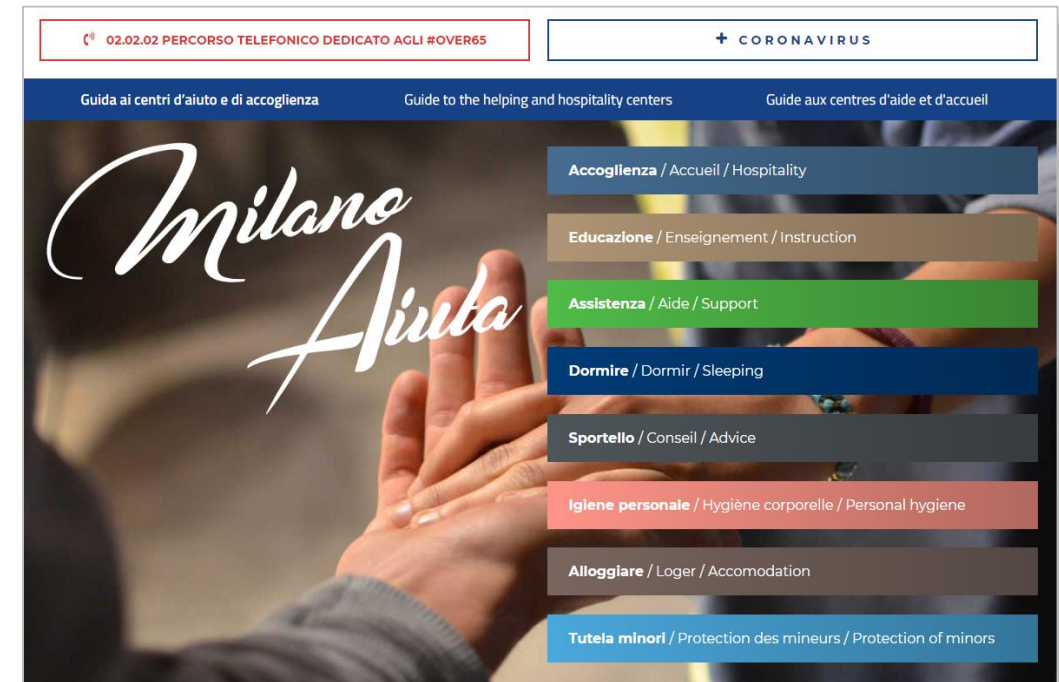 02.02.02 PERCORSO TELEFONICO DEDICATO AGLI #OVER65
+ CORONAVIRUS
Guida ai centri d'aiuto e di accoglienza
Guide to the helping and hospitality centers
Guide aux centres d'aide et d'accueil
Milano
Aiuta
Accoglienza / Accueil / Hospitality
Educazione / Enseignement / Instruction
Assistenza / Aide / Support
Dormire / Dormir / Sleeping
Sportello / Conseil / Advice
Igiene personale / Hygiène corporelle / Personal hygiene
Alloggiare / Loger / Accomodation
Tutela minori / Protection des mineurs / Protection of minors